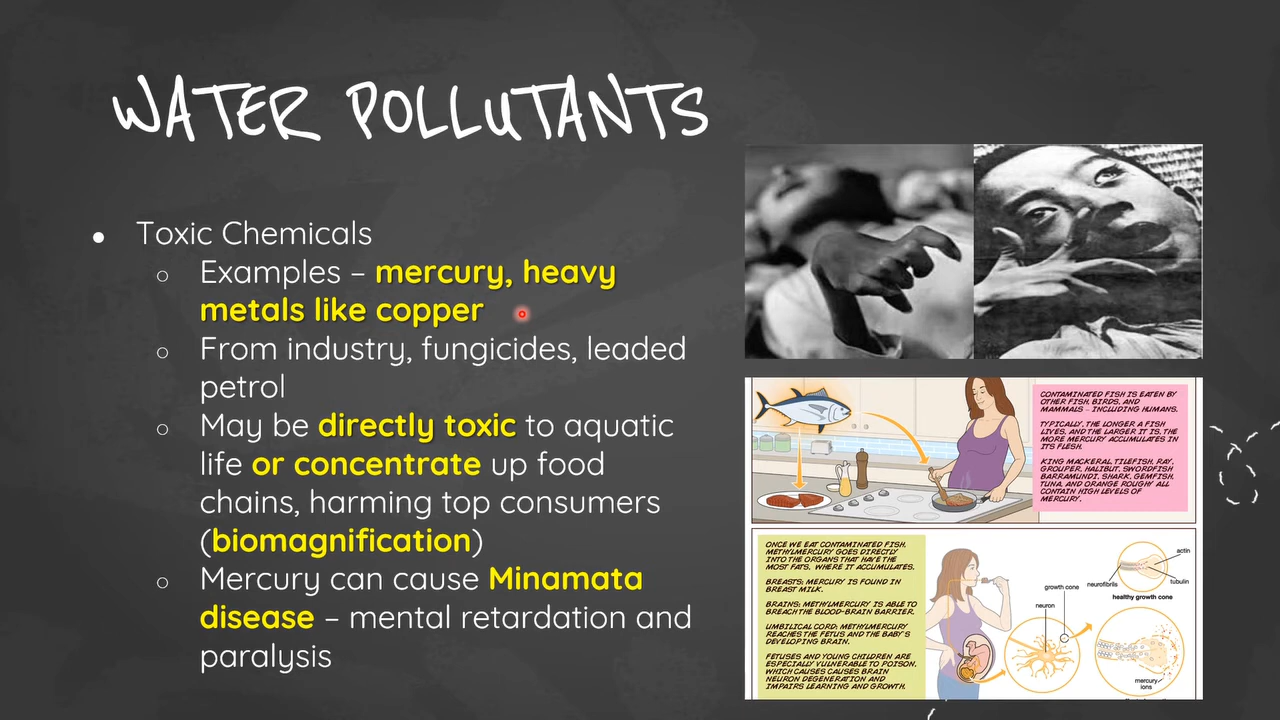 WATER POLLUTANTS
● Toxic Chemicals
○ Examples – mercury, heavy
metals like copper
○ From industry, fungicides, leaded
petrol
○ May be directly toxic to aquatic
life or concentrate up food
chains, harming top consumers
(biomagnification)
○ Mercury can cause Minamata
disease – mental retardation and
paralysis
CONTAMINATED FISH IS EATEN BY
OTHER FISH, BIRDS, AND
MAMMALS - INCLUDING HUMANS.
TYPICALLY, THE LONGER A FISH
LIVES, AND THE LARGER IT IS, THE
MORE MERCURY ACCUMULATES IN
ITS FLESH.
KING MACKERAL, TILEFISH, RAY,
GROUPER, HALIBUT, SWORDFISH
BARRAMUNDI, SHARK, GEMFISH,
TUNA, AND ORANGE ROUGHY ALL
CONTAIN HIGH LEVELS OF
MERCURY.
ONCE WE EAT CONTAMINATED FISH,
METHYLMERCURY GOES DIRECTLY
INTO THE ORGANS THAT HAVE THE
MOST FATS, WHERE IT ACCUMULATES.
BREASTS: MERCURY IS FOUND IN
BREAST MILK.
BRAINS: METHYLMERCURY IS ABLE TO
BREACH THE BLOOD-BRAIN BARRIER.
UMBILICAL CORD: METHYLMERCURY
REACHES THE FETUS AND THE BABY'S
DEVELOPING BRAIN.
FETUSES AND YOUNG CHILDREN ARE
ESPECIALLY VULNERABLE TO POISON,
WHICH CAUSES CAUSES BRAIN
NEURON DEGENERATION AND
IMPAIRS LEARNING AND GROWTH.
neuron
growth cone
neurofibrils
actin
tubulin
healthy growth cone
mercury
ions